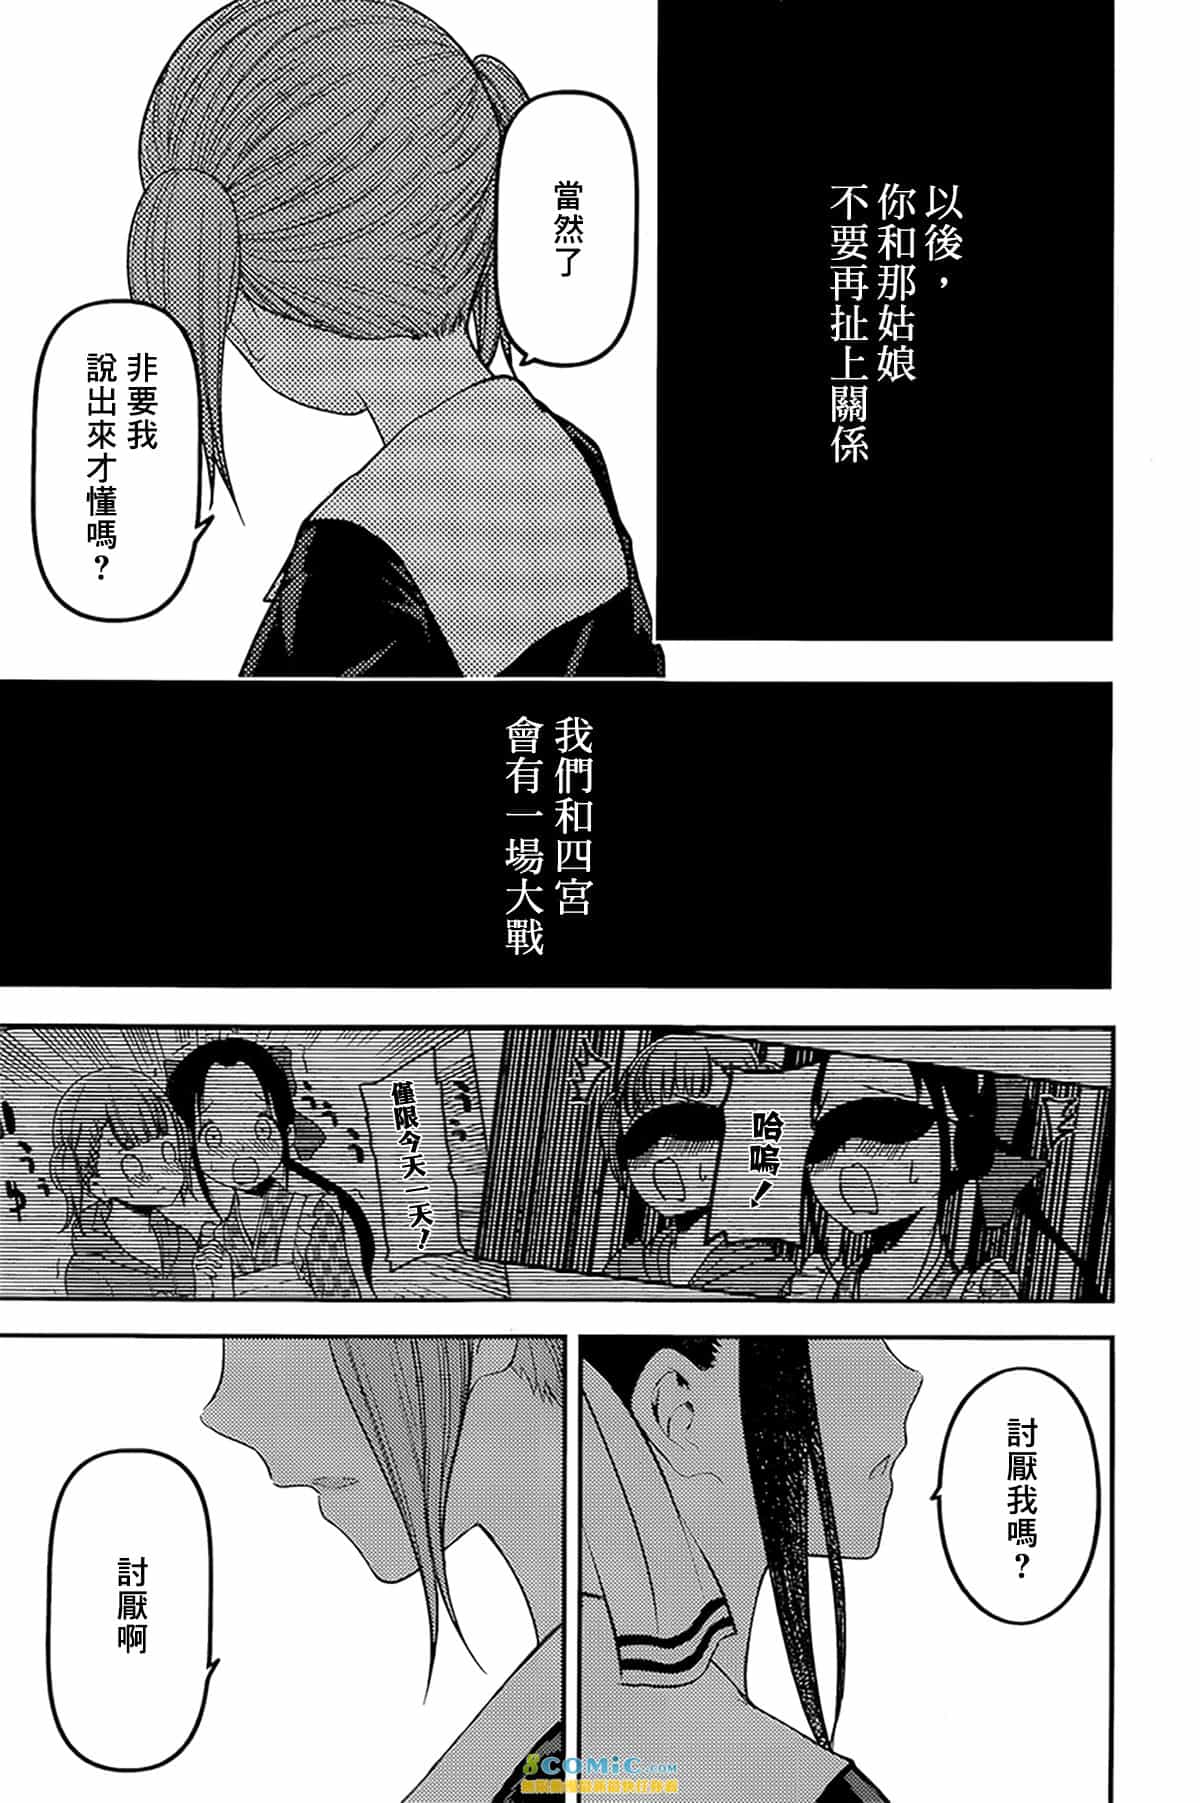 以後，
你和那姑娘
不要再扯上關係
當然了
非要我
說出來才懂嗎？
我們和四宮
會有一場大戰
哈嗚！
僅限今天一天！
討厭我嗎？
討厭啊
8COMIC.COM